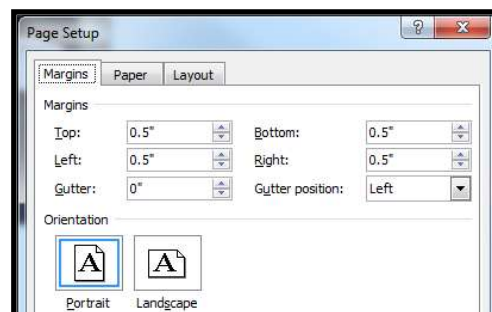 Page Setup
Margins Paper Layout
Margins
Top: 0.5" Bottom: 0.5"
Left: 0.5" Right: 0.5"
Gutter: 0" Gutter position: Left
Orientation
A A
Portrait Landscape